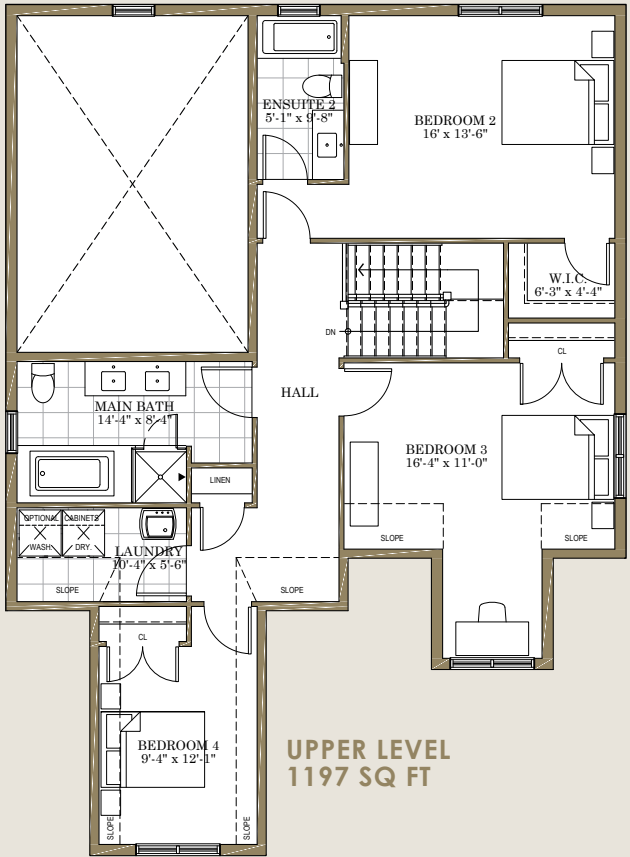 ENSUITE 2
5'-1" x 9'-8"
BEDROOM 2
16' x 13'-6"
W.I.C.
6'-3" x 4'-4"
DN
CL
HALL
MAIN BATH
14'-4" x 8'-4"
BEDROOM 3
16'-4" x 11'-0"
LINEN
OPTIONAL CABINETS
WASH. DRY.
LAUNDRY
10'-4" x 5'-6"
SLOPE
SLOPE
SLOPE
SLOPE
CL
BEDROOM 4
9'-4" x 12'-1"
SLOPE
SLOPE
UPPER LEVEL
1197 SQ FT